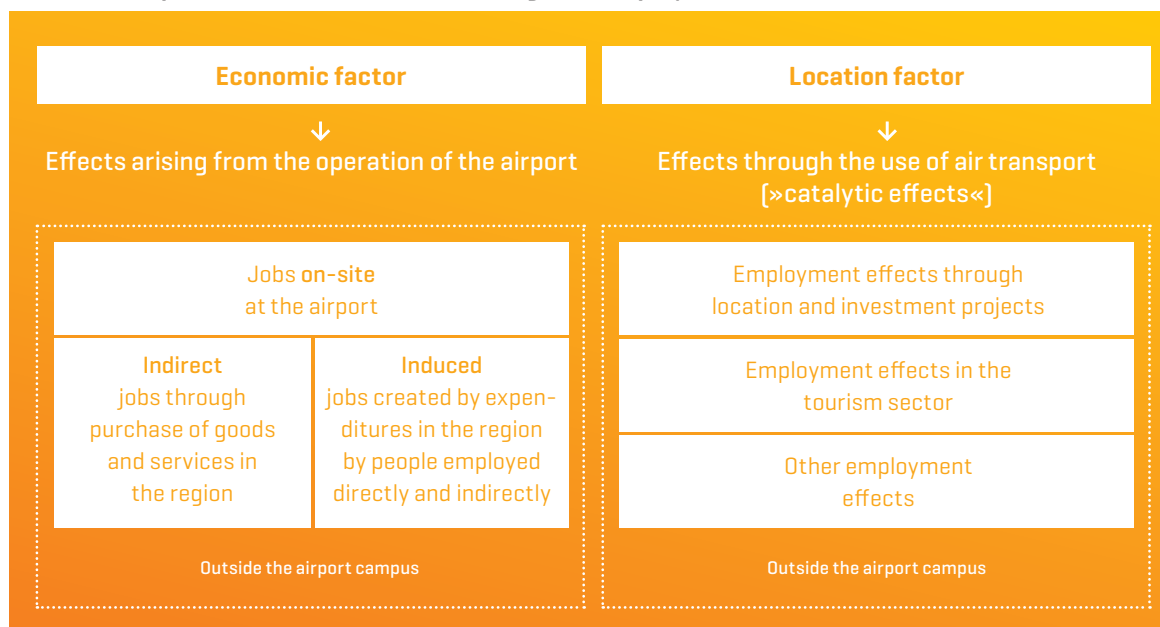 Economic factor
↓
Effects arising from the operation of the airport
Jobs on-site
at the airport
Indirect
jobs through
purchase of goods
and services in
the region
Induced
jobs created by expen-
ditures in the region
by people employed
directly and indirectly
Outside the airport campus
Location factor
↓
Effects through the use of air transport
(»catalytic effects«)
Employment effects through
location and investment projects
Employment effects in the
tourism sector
Other employment
effects
Outside the airport campus